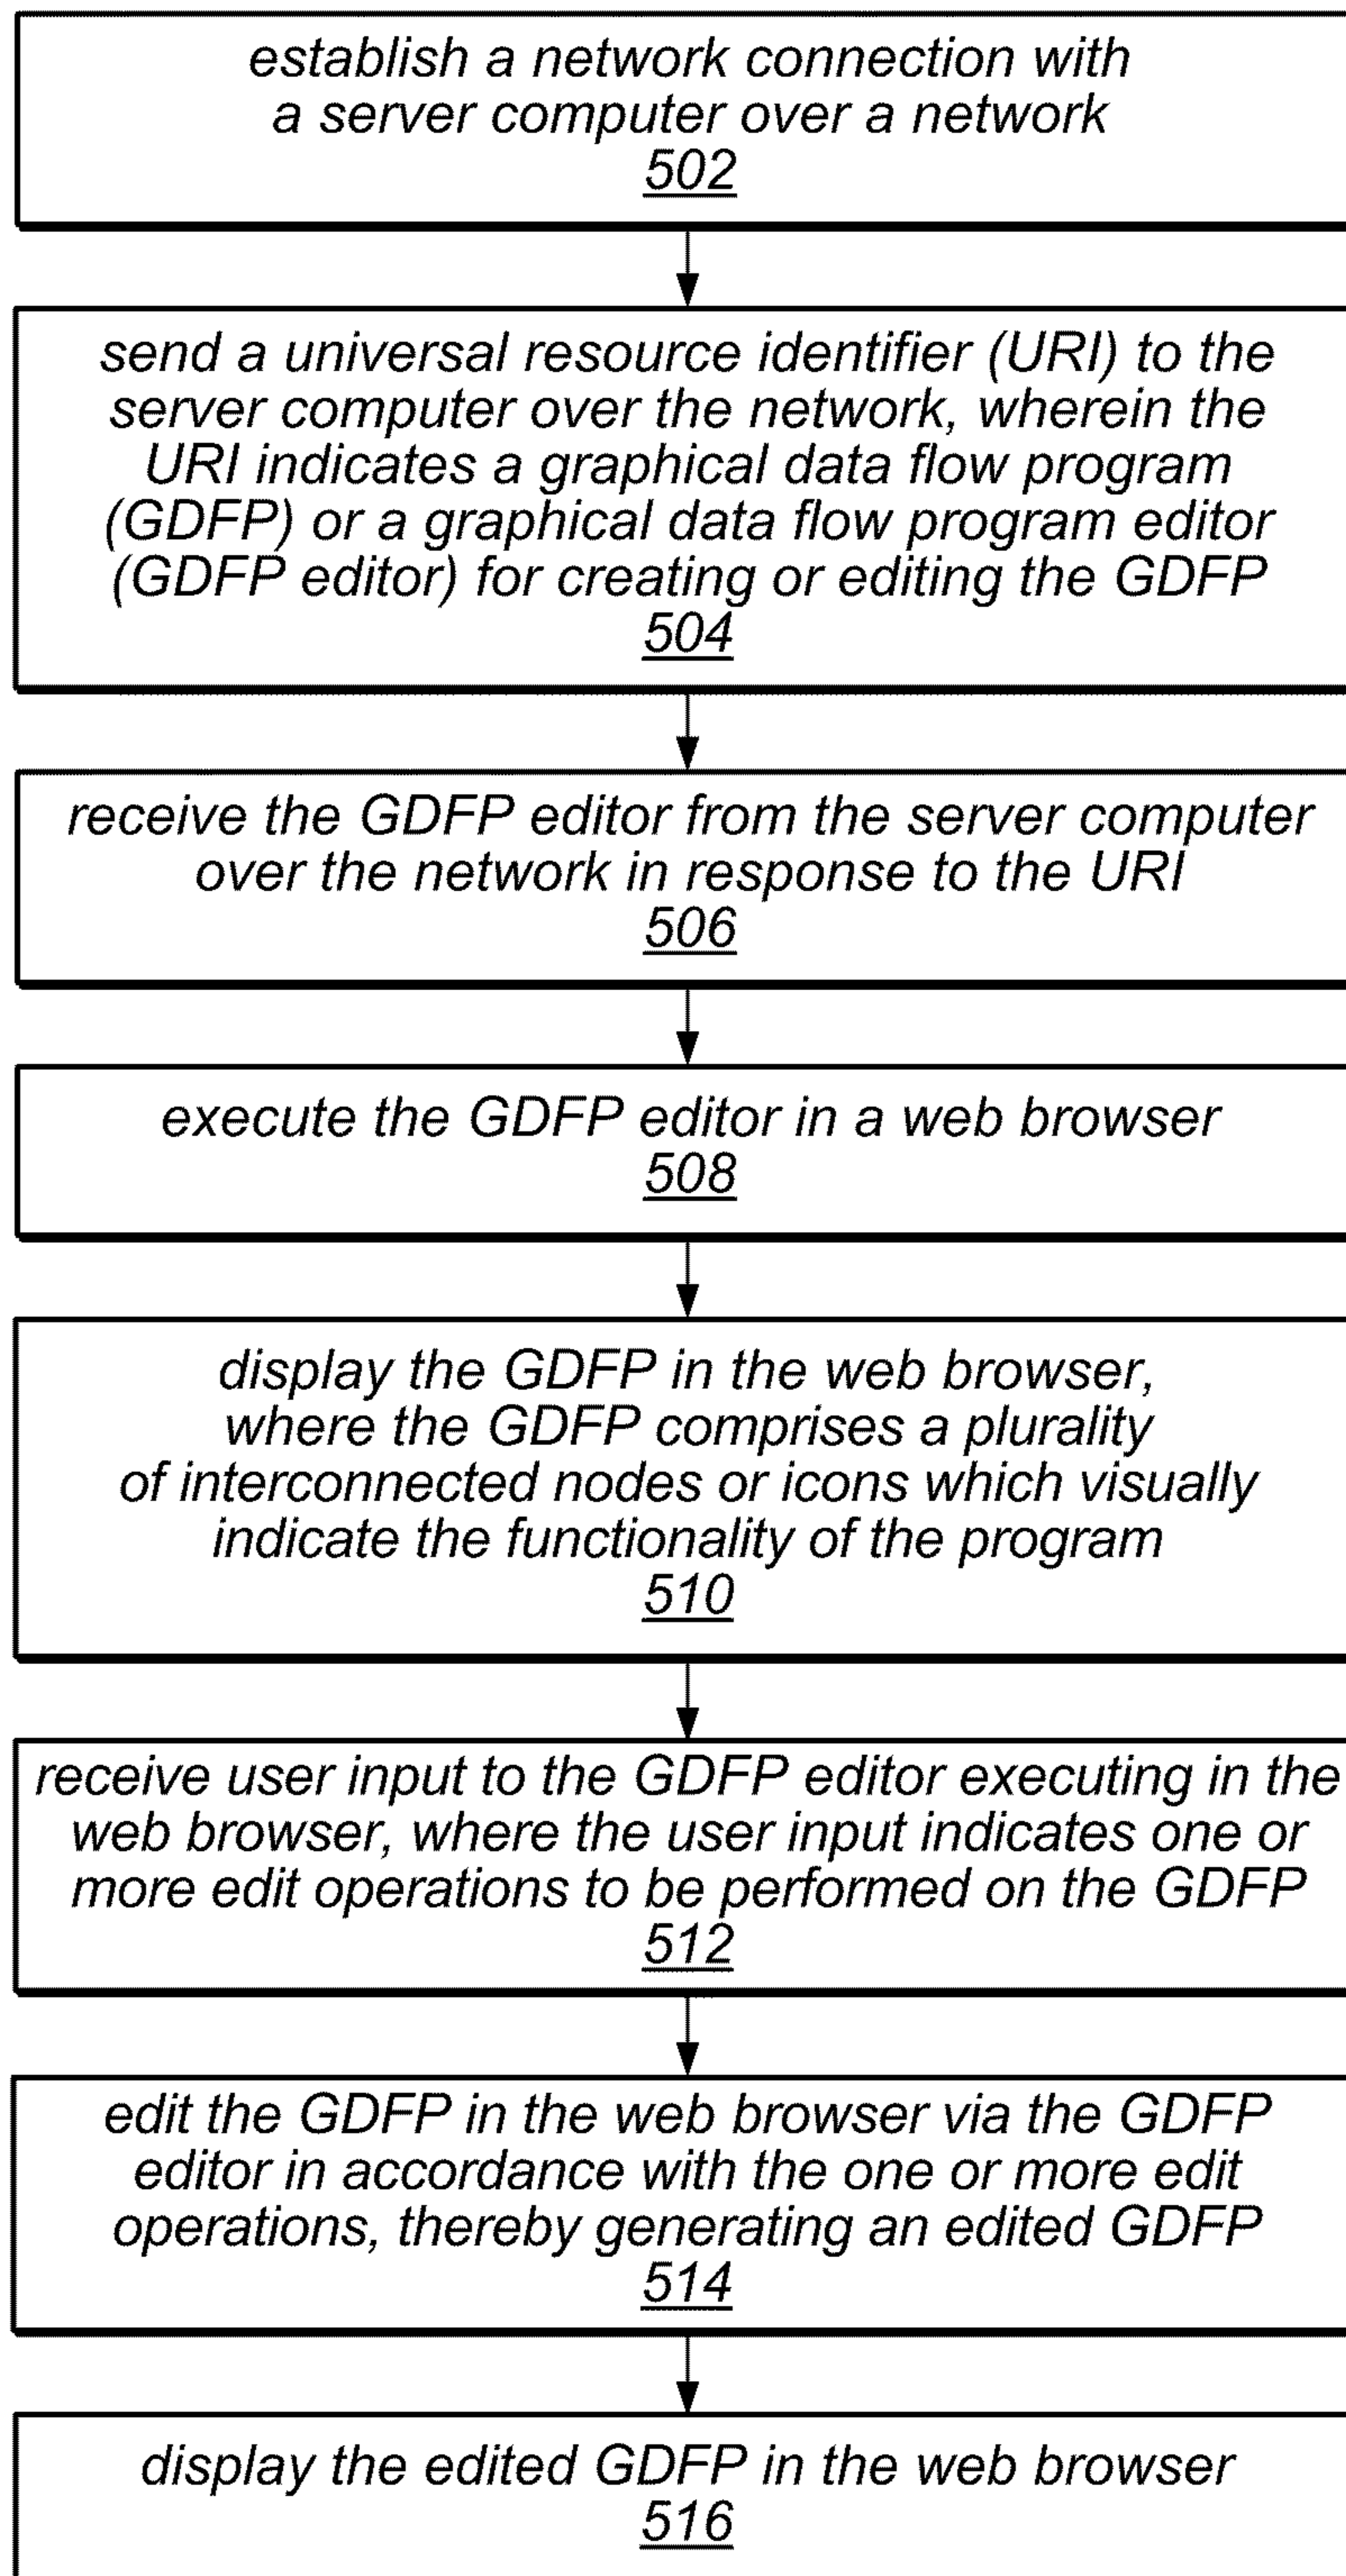 establish a network connection with
a server computer over a network
502
send a universal resource identifier (URI) to the
server computer over the network, wherein the
URI indicates a graphical data flow program
(GDFP) or a graphical data flow program editor
(GDFP editor) for creating or editing the GDFP
504
receive the GDFP editor from the server computer
over the network in response to the URI
506
execute the GDFP editor in a web browser
508
display the GDFP in the web browser,
where the GDFP comprises a plurality
of interconnected nodes or icons which visually
indicate the functionality of the program
510
receive user input to the GDFP editor executing in the
web browser, where the user input indicates one or
more edit operations to be performed on the GDFP
512
edit the GDFP in the web browser via the GDFP
editor in accordance with the one or more edit
operations, thereby generating an edited GDFP
514
display the edited GDFP in the web browser
516